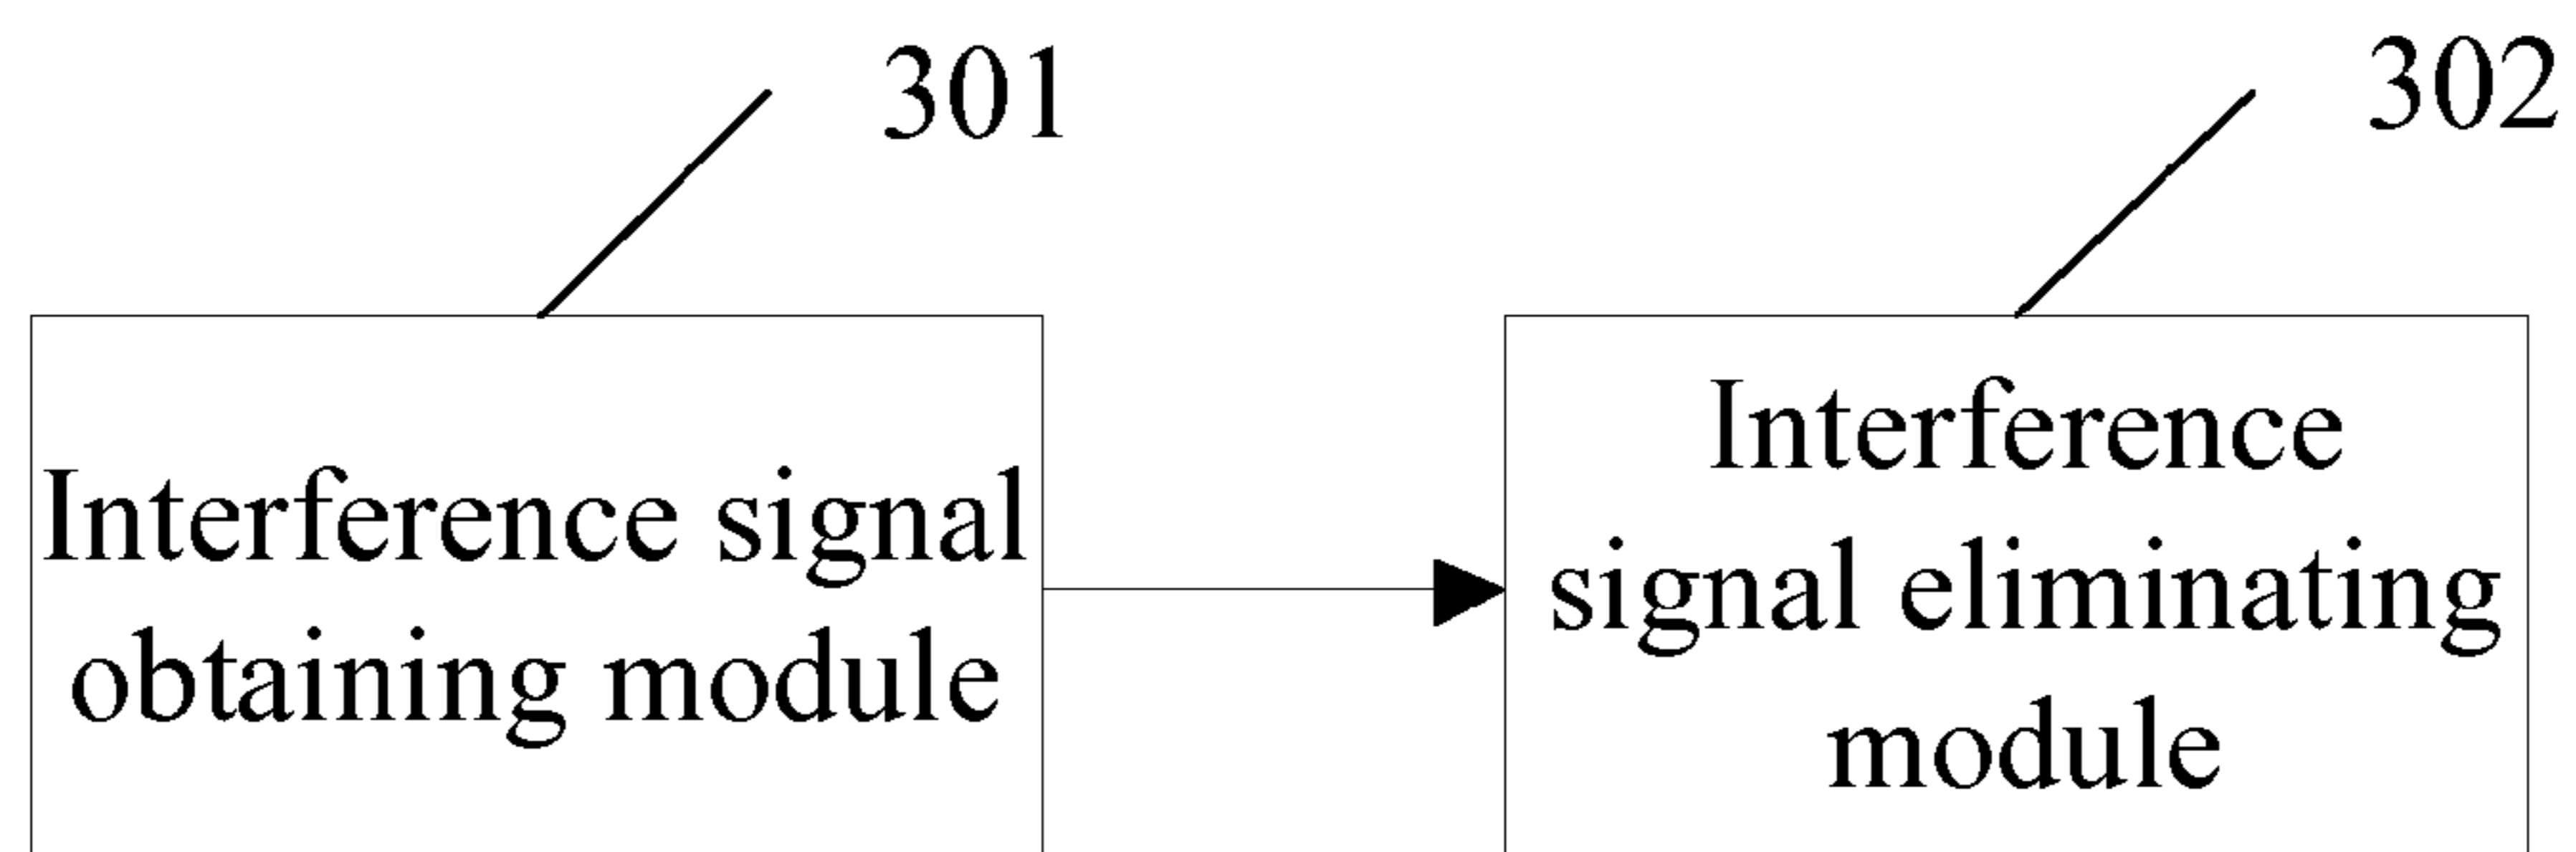 301
302
Interference signal
obtaining module
Interference
signal eliminating
module